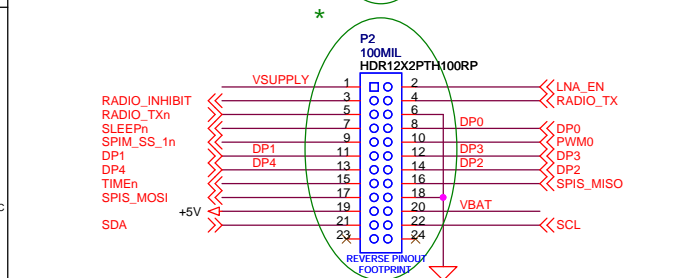 *
P2
100MIL
HDR12X2PTH100RP
VSUPPLY 1 2 LNA_EN
RADIO_INHIBIT 3 4 RADIO_TX
RADIO_TXn 5 6
SLEEPn 7 8 DP0 DP0
SPIM_SS_1n 9 10 PWM0
DP1 DP1 11 12 DP3 DP3
DP4 DP4 13 14 DP2 DP2
TIMEn 15 16 SPIS_MISO
SPIS_MOSI 17 18
+5V 19 20 VBAT
SDA 21 22 SCL
23 24
REVERSE PINOUT
FOOTPRINT
C